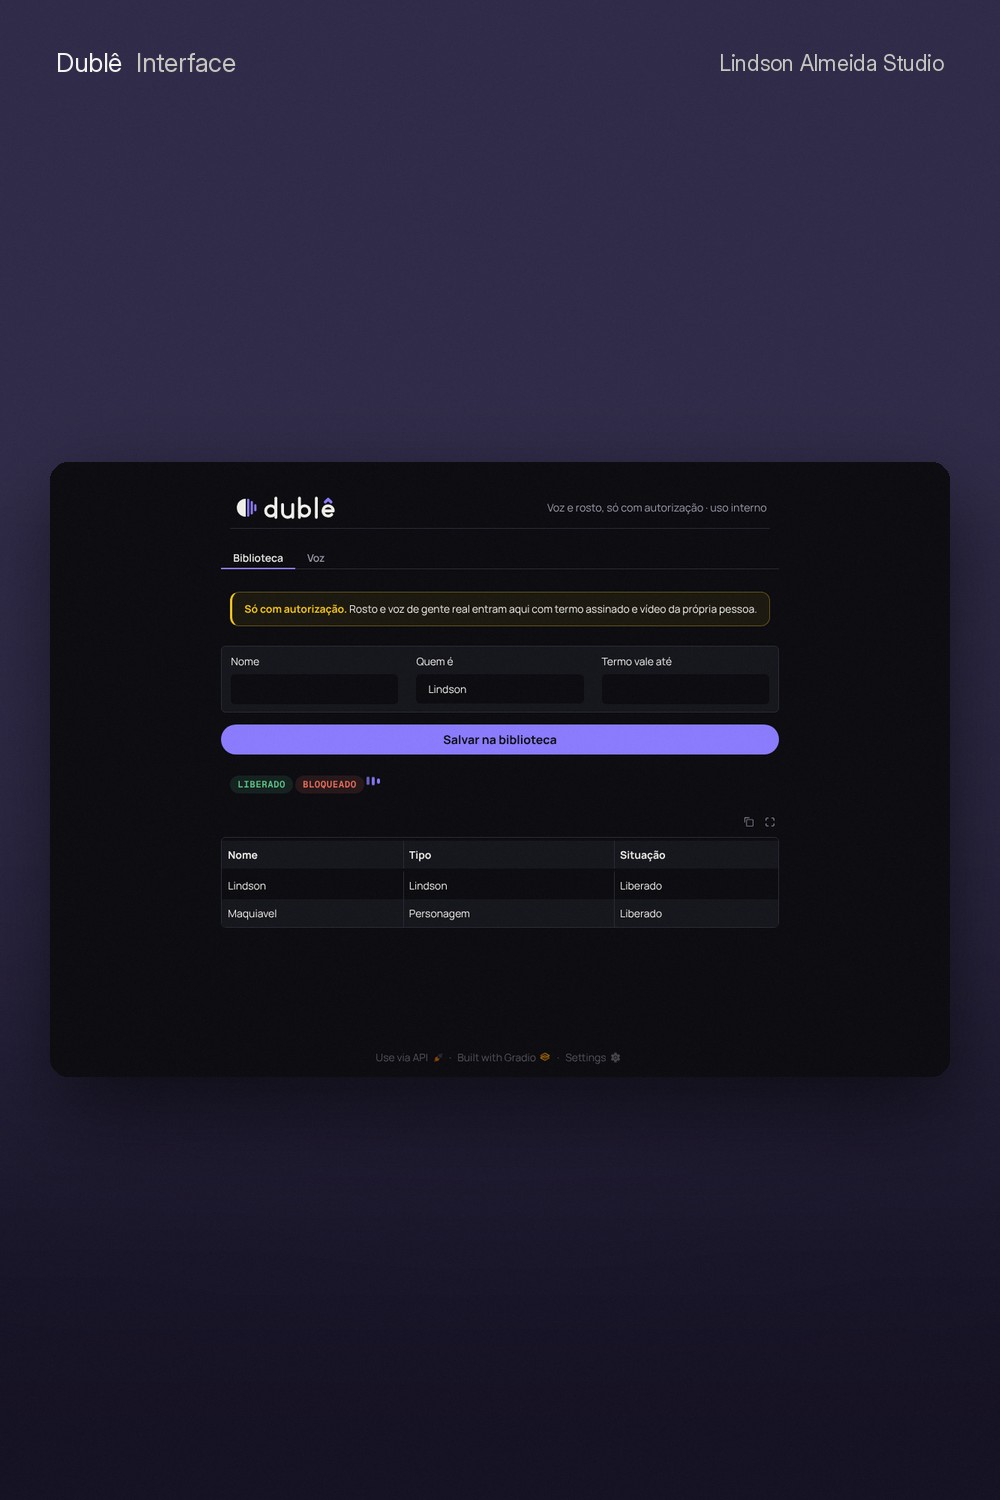 Dublê Interface
Lindson Almeida Studio
dublê
Voz e rosto, só com autorização · uso interno
Biblioteca
Voz
Só com autorização. Rosto e voz de gente real entram aqui com termo assinado e vídeo da própria pessoa.
Nome
Quem é
Termo vale até
Lindson
Salvar na biblioteca
LIBERADO BLOQUEADO
Nome Tipo Situação
Lindson Lindson Liberado
Maquiavel Personagem Liberado
Use via API · Built with Gradio · Settings